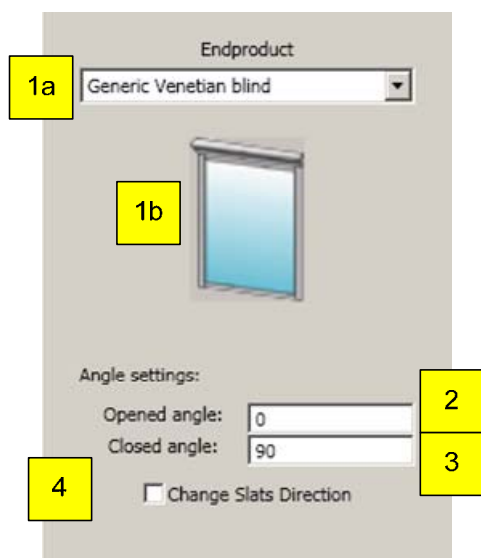 Endproduct
1a Generic Venetian blind
1b
Angle settings:
Opened angle: 0 2
Closed angle: 90 3
4 Change Slats Direction